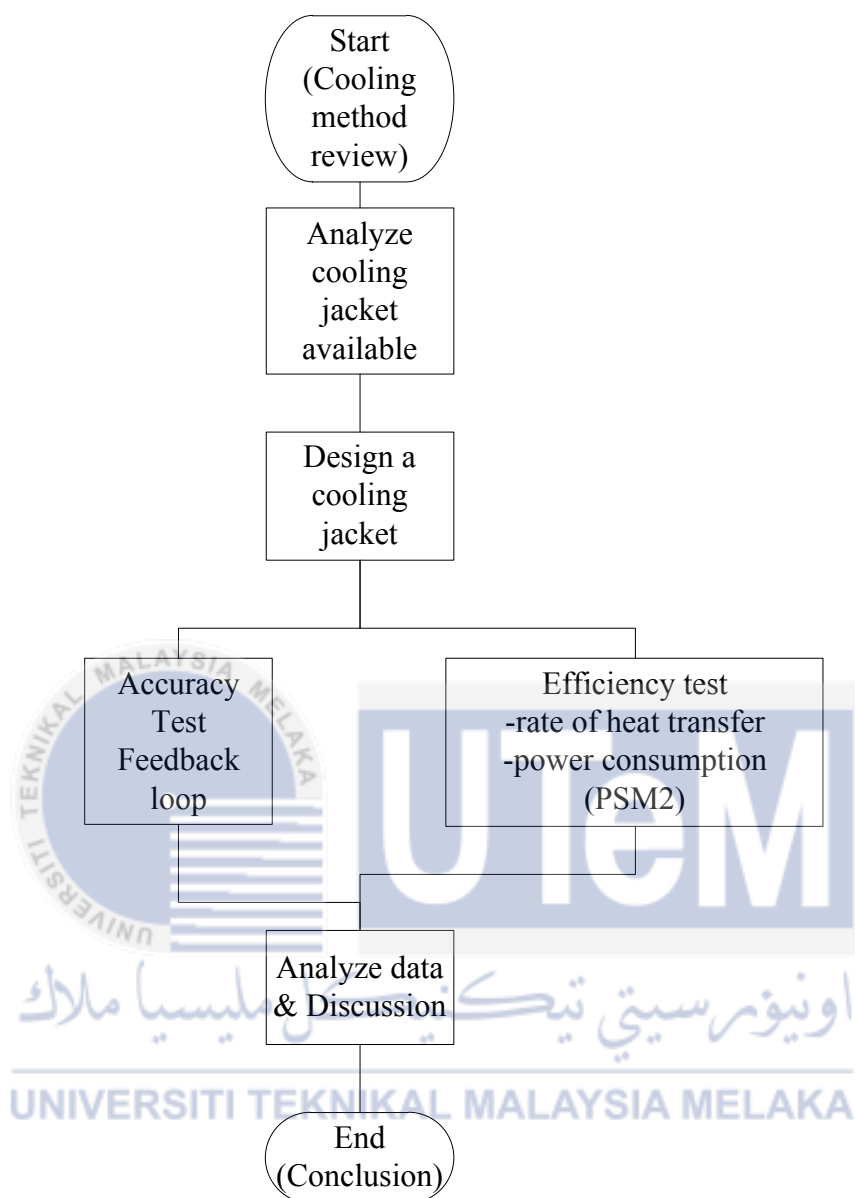 Start
(Cooling
method
review)
Analyze
cooling
jacket
available
Design a
cooling
jacket
Accuracy
Test
Feedback
loop
Efficiency test
-rate of heat transfer
-power consumption
(PSM2)
Analyze data
& Discussion
End
(Conclusion)
UNIVERSITI TEKNIKAL MALAYSIA MELAKA
UTeM
اونيۏرسيتي تيكنيكل مليسيا ملاك
UNIVERSITI TEKNIKAL MALAYSIA MELAKA